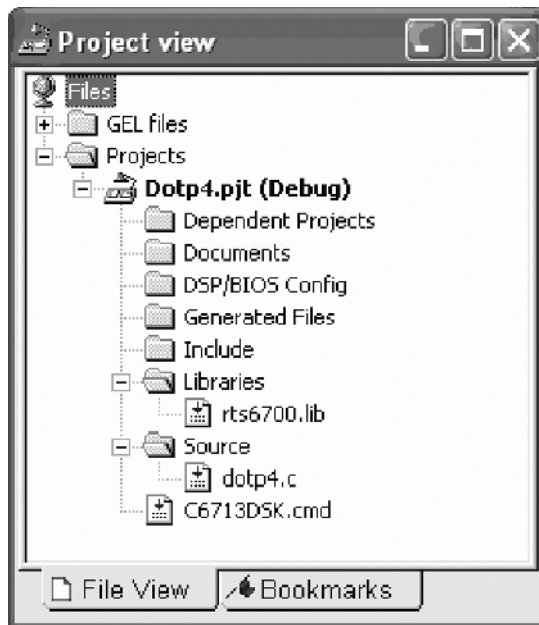 Project view
Files
GEL files
Projects
Dotp4.pjt (Debug)
Dependent Projects
Documents
DSP/BIOS Config
Generated Files
Include
Libraries
rts6700.lib
Source
dotp4.c
C6713DSK.cmd
File View Bookmarks